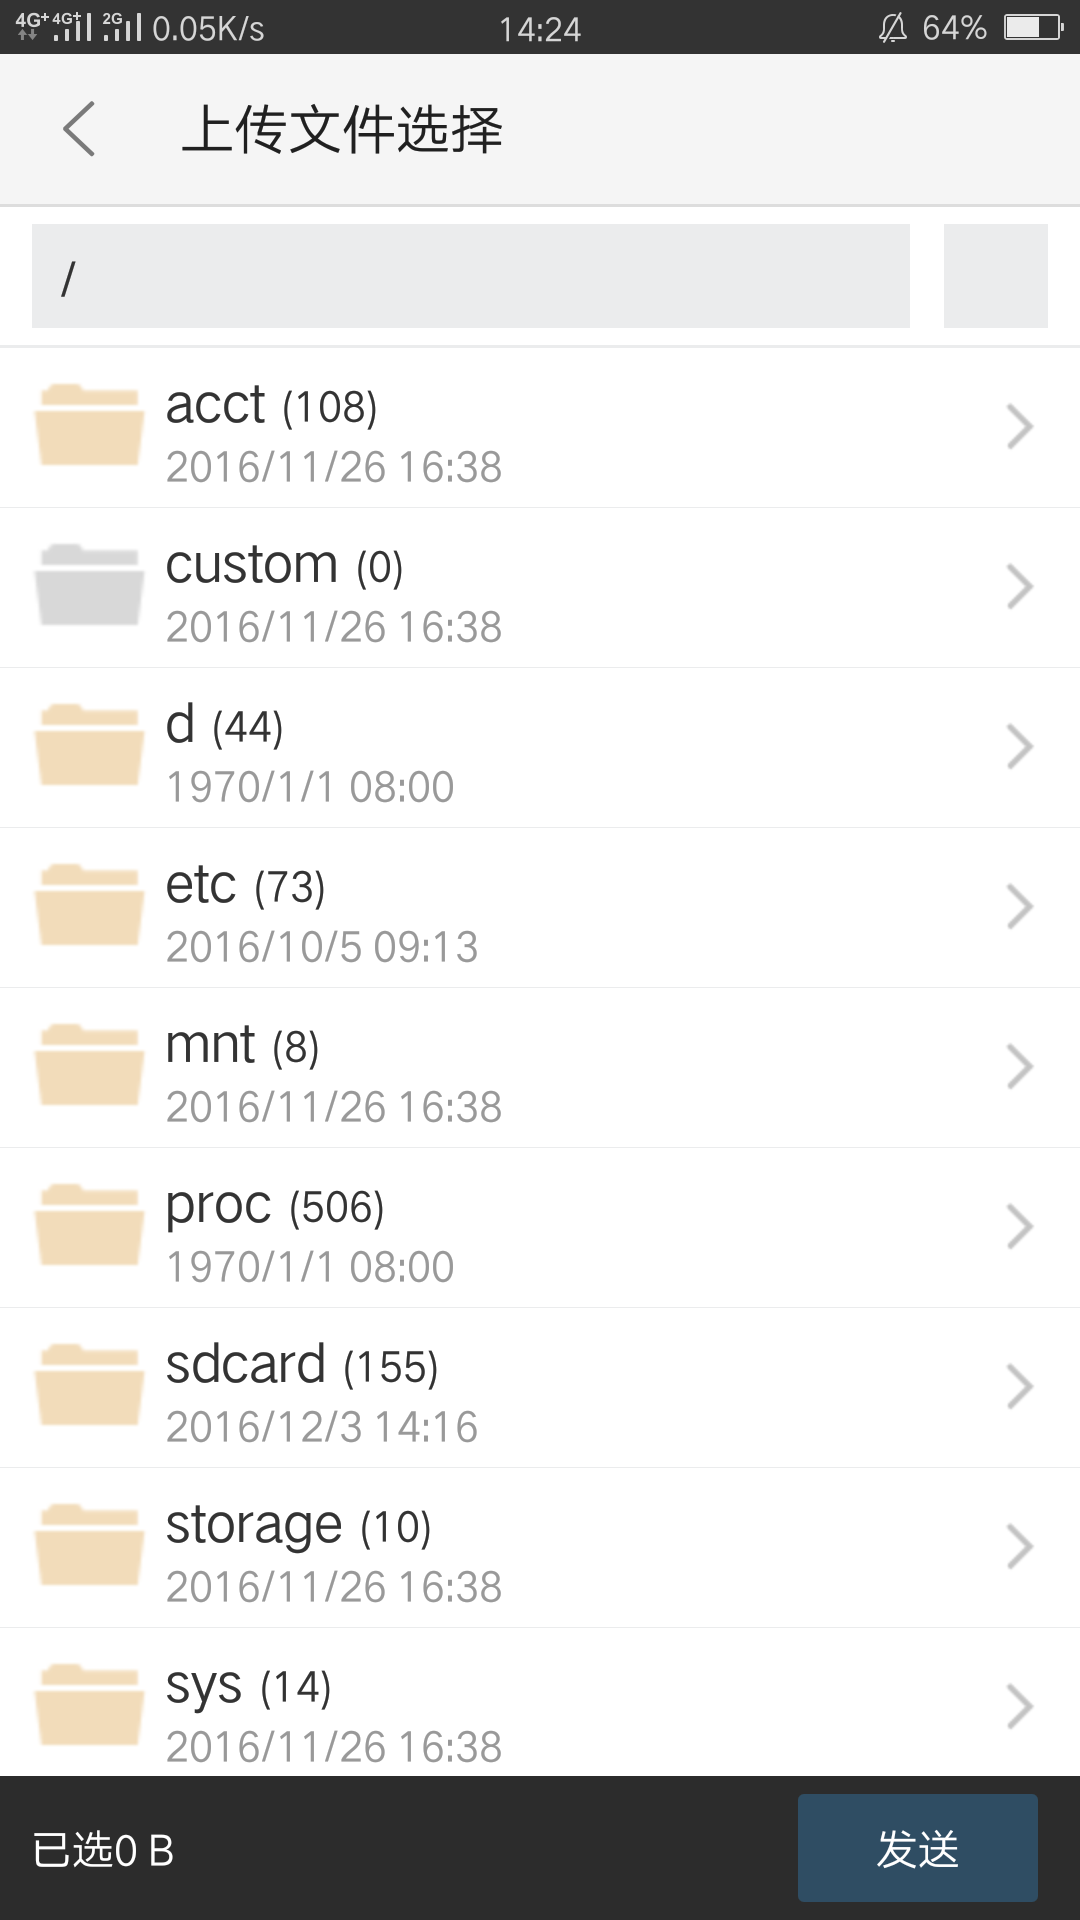 4G+ 4G+ 2G 0.05K/s 14:24 64%
上传文件选择
/
acct (108)
2016/11/26 16:38
custom (0)
2016/11/26 16:38
d (44)
1970/1/1 08:00
etc (73)
2016/10/5 09:13
mnt (8)
2016/11/26 16:38
proc (506)
1970/1/1 08:00
sdcard (155)
2016/12/3 14:16
storage (10)
2016/11/26 16:38
sys (14)
2016/11/26 16:38
已选0 B 发送